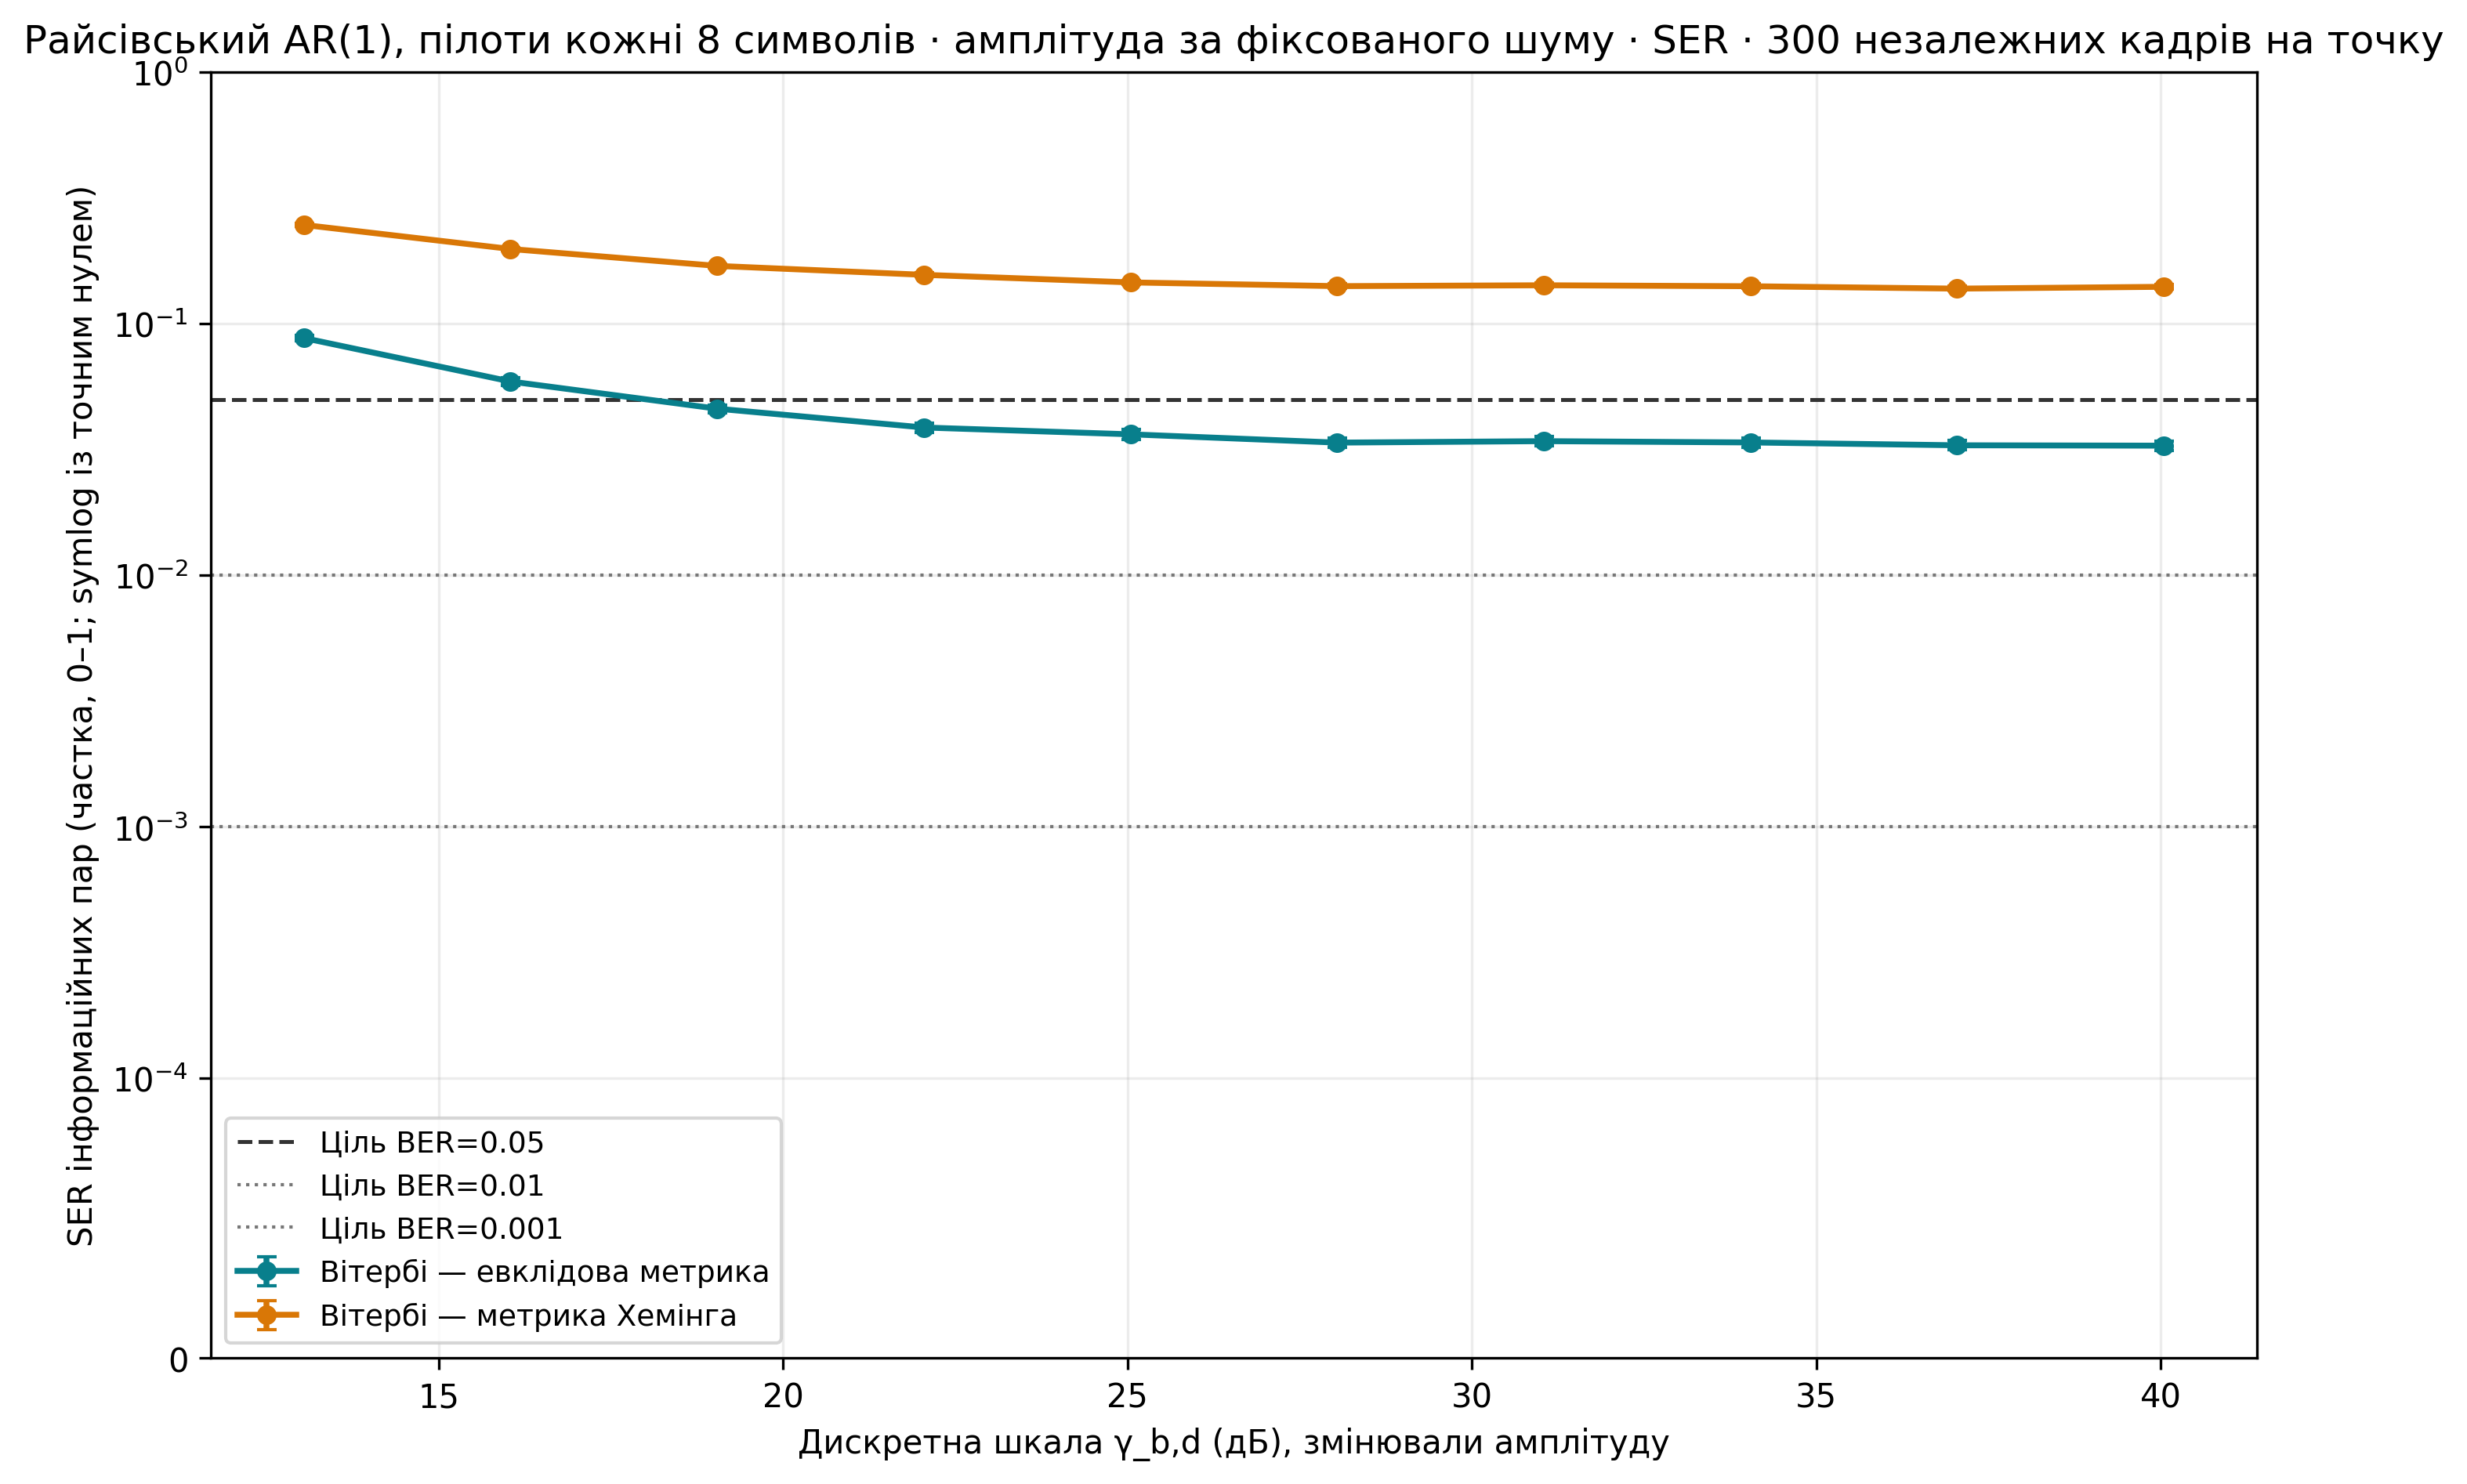 Райсівський AR(1), пілоти кожні 8 символів · амплітуда за фіксованого шуму · SER · 300 незалежних кадрів на точку
SER інформаційних пар (частка, 0–1; symlog із точним нулем)
10⁰
10⁻¹
10⁻²
10⁻³
10⁻⁴
0
Ціль BER=0.05
Ціль BER=0.01
Ціль BER=0.001
Вітербі — евклідова метрика
Вітербі — метрика Хемінга
15 20 25 30 35 40
Дискретна шкала γ_b,d (дБ), змінювали амплітуду